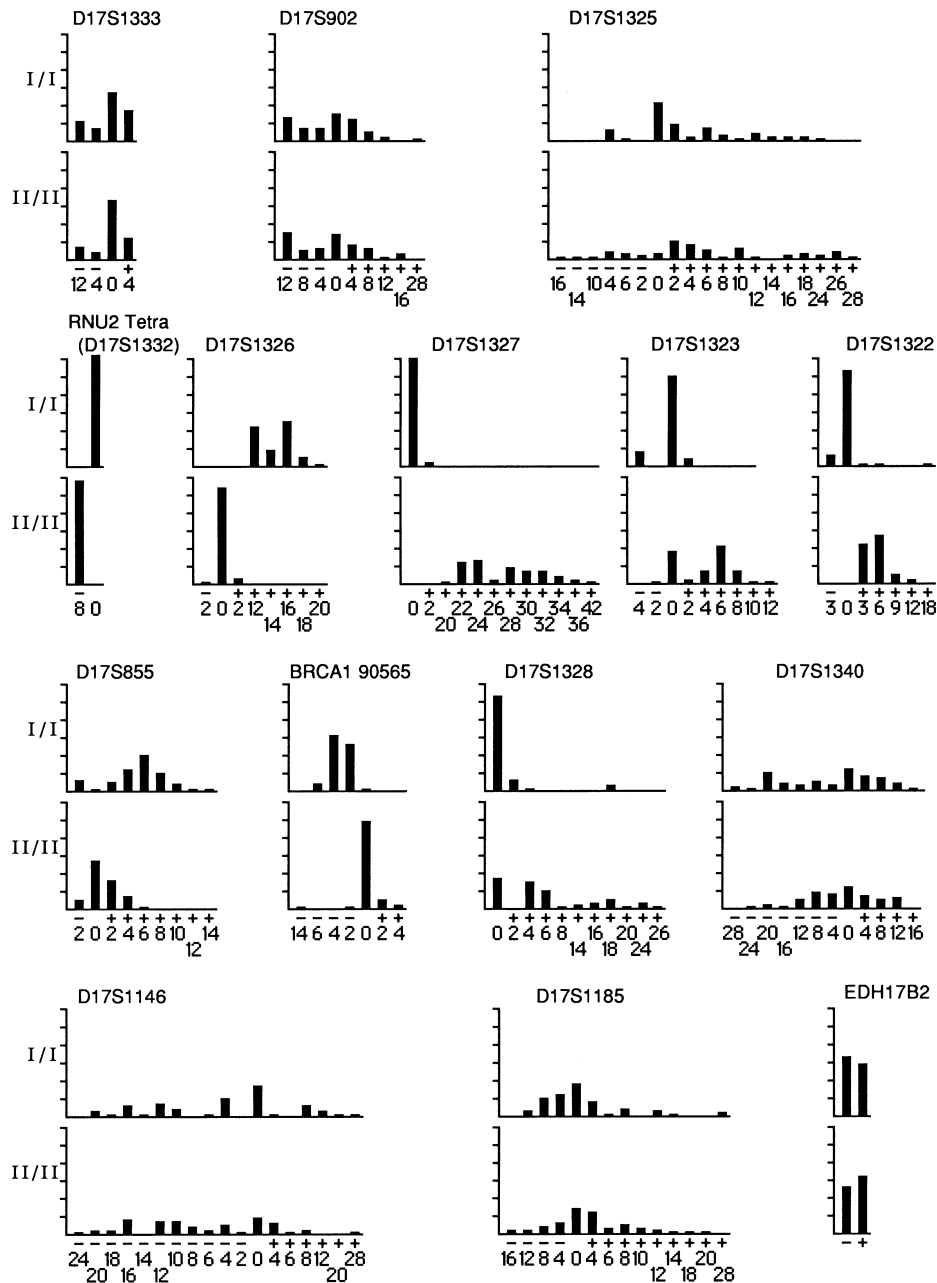 D17S1333 D17S902 D17S1325
I/I
II/II
− − +
12 4 0 4
− − − + + + + +
12 8 4 0 4 8 12 16 28
− − − − − − + + + + + + + + + + + +
16 14 10 4 6 2 0 2 4 6 8 10 12 14 16 18 24 26 28
RNU2 Tetra
(D17S1332) D17S1326 D17S1327 D17S1323 D17S1322
I/I
II/II
−
8 0
− + + + + + +
2 0 2 12 14 16 18 20
+ + + + + + + + + + +
0 2 20 22 24 26 28 30 32 34 36 42
− − + + + + + +
4 2 0 2 4 6 8 10 12
− + + + + +
3 0 3 6 9 12 18
D17S855 BRCA1 90565 D17S1328 D17S1340
I/I
II/II
− + + + + + + +
2 0 2 4 6 8 10 12 14
− − − − + +
14 6 4 2 0 2 4
+ + + + + + + + + +
0 2 4 6 8 10 14 16 18 20 24 26
− − − − − − − + + + +
28 24 20 16 12 8 4 0 4 8 12 16
D17S1146 D17S1185 EDH17B2
I/I
II/II
− − − − − − − − − − − + + + + + +
24 20 18 16 14 12 10 8 6 4 2 0 4 6 8 12 20 28
− − − − + + + + + + + + +
16 12 8 4 0 4 6 8 10 12 14 18 20 28
− +